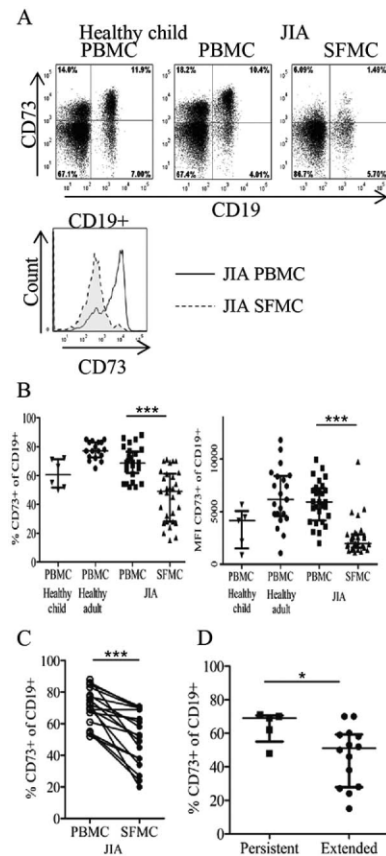 A
Healthy child JIA
PBMC PBMC SFMC
14.0% 11.9% 18.2% 10.4% 6.09% 1.48%
CD73
67.1% 7.00% 67.4% 4.01% 86.7% 5.70%
CD19
CD19+
Count
CD73
JIA PBMC
JIA SFMC
B
***
% CD73+ of CD19+
100
80
60
40
20
0
PBMC PBMC PBMC SFMC
Healthy child Healthy adult JIA
***
MFI CD73+ of CD19+
10000
5000
0
PBMC PBMC PBMC SFMC
Healthy child Healthy adult JIA
C
***
% CD73+ of CD19+
100
80
60
40
20
0
PBMC SFMC
JIA
D
*
% CD73+ of CD19+
100
80
60
40
20
0
Persistent Extended